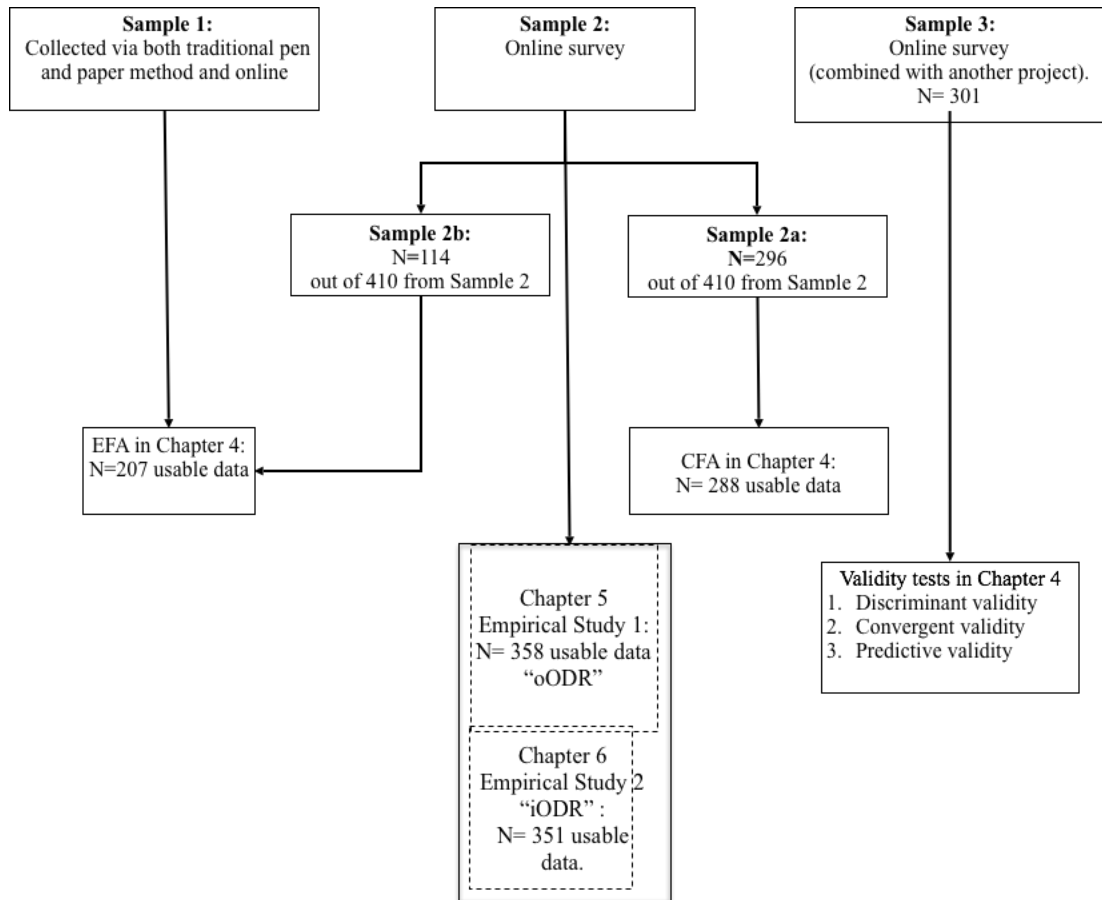 Sample 1:
Collected via both traditional pen
and paper method and online
Sample 2:
Online survey
Sample 3:
Online survey
(combined with another project).
N= 301
Sample 2b:
N=114
out of 410 from Sample 2
Sample 2a:
N=296
out of 410 from Sample 2
EFA in Chapter 4:
N=207 usable data
CFA in Chapter 4:
N= 288 usable data
Chapter 5
Empirical Study 1:
N= 358 usable data
“oODR”
Chapter 6
Empirical Study 2
“iODR” :
N= 351 usable
data.
Validity tests in Chapter 4
1. Discriminant validity
2. Convergent validity
3. Predictive validity